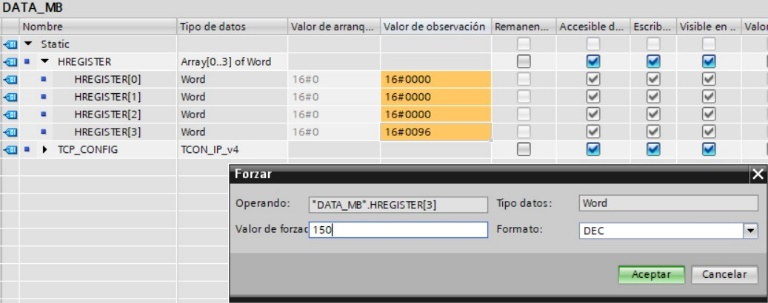 DATA_MB
Nombre Tipo de datos Valor de arranq... Valor de observación Remanen... Accesible d... Escrib... Visible en ... Valor
Static
HREGISTER Array[0..3] of Word
HREGISTER[0] Word 16#0 16#0000
HREGISTER[1] Word 16#0 16#0000
HREGISTER[2] Word 16#0 16#0000
HREGISTER[3] Word 16#0 16#0096
TCP_CONFIG TCON_IP_v4
Forzar
Operando: "DATA_MB".HREGISTER[3] Tipo datos: Word
Valor de forzac 150 Formato: DEC
Aceptar Cancelar